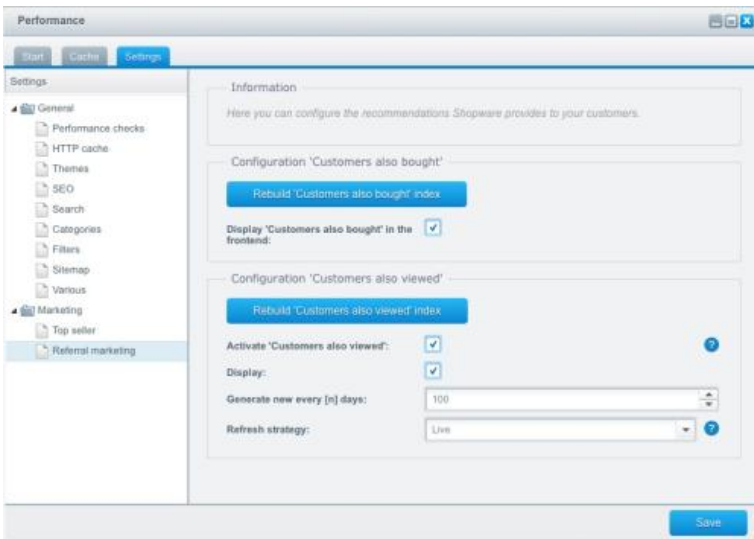 Performance
Start Cache Settings
Settings
General
Performance checks
HTTP cache
Themes
SEO
Search
Categories
Filters
Sitemap
Various
Marketing
Top seller
Referral marketing
Information
Here you can configure the recommendations Shopware provides to your customers.
Configuration 'Customers also bought'
Rebuild 'Customers also bought' index
Display 'Customers also bought' in the
frontend:
Configuration 'Customers also viewed'
Rebuild 'Customers also viewed' index
Activate 'Customers also viewed':
?
Display:
Generate new every [n] days:
100
Refresh strategy:
Live
?
Save